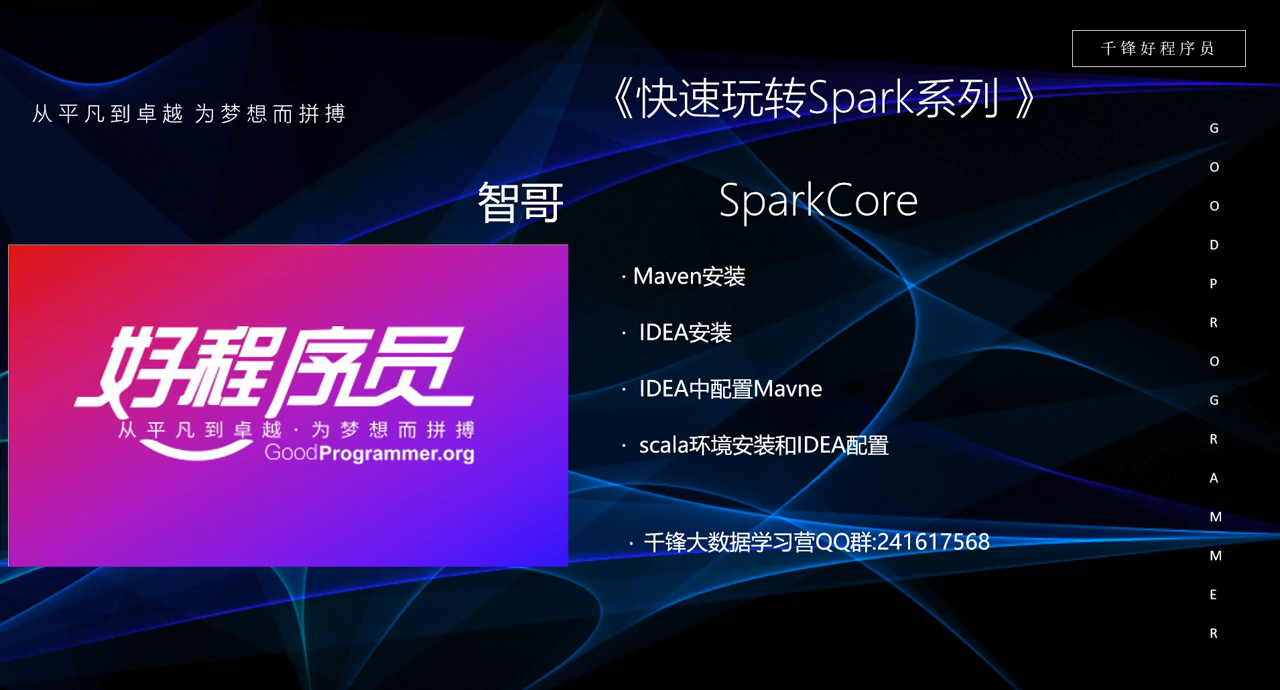 千锋好程序员
从平凡到卓越 为梦想而拼搏
《快速玩转Spark系列 》
智哥
SparkCore
好程序员
从平凡到卓越·为梦想而拼搏
GoodProgrammer.org
· Maven安装
· IDEA安装
· IDEA中配置Mavne
· scala环境安装和IDEA配置
· 千锋大数据学习营QQ群:241617568
GOODPROGRAMMER